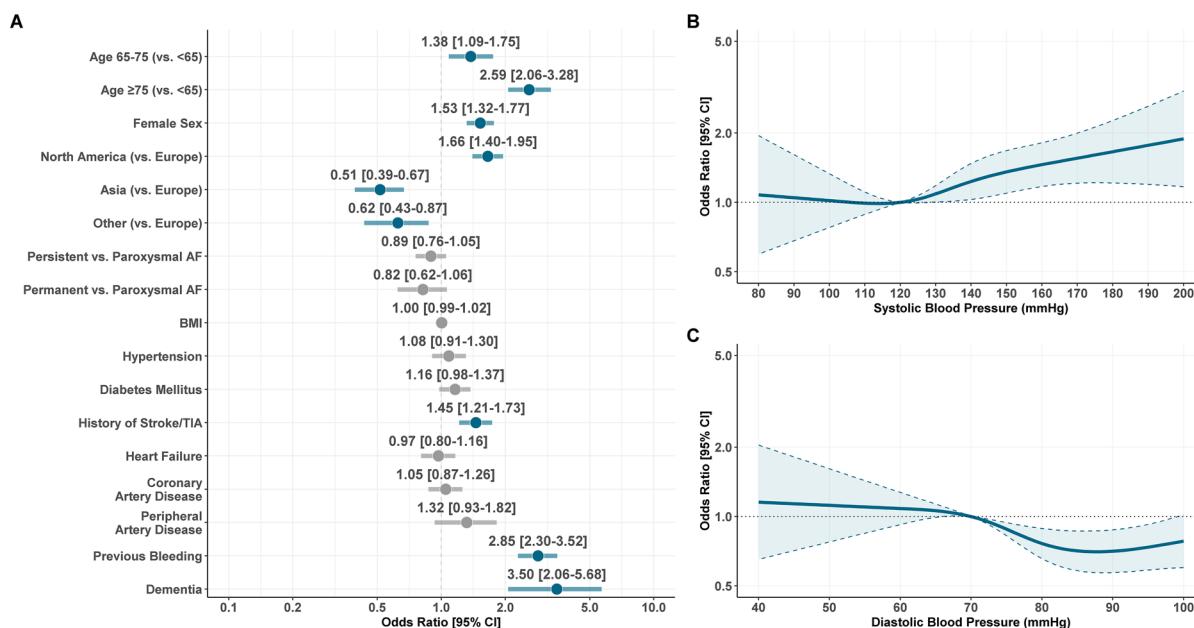 A
Age 65-75 (vs. <65)
1.38 [1.09-1.75]
Age ≥75 (vs. <65)
2.59 [2.06-3.28]
Female Sex
1.53 [1.32-1.77]
North America (vs. Europe)
1.66 [1.40-1.95]
Asia (vs. Europe)
0.51 [0.39-0.67]
Other (vs. Europe)
0.62 [0.43-0.87]
Persistent vs. Paroxysmal AF
0.89 [0.76-1.05]
Permanent vs. Paroxysmal AF
0.82 [0.62-1.06]
BMI
1.00 [0.99-1.02]
Hypertension
1.08 [0.91-1.30]
Diabetes Mellitus
1.16 [0.98-1.37]
History of Stroke/TIA
1.45 [1.21-1.73]
Heart Failure
0.97 [0.80-1.16]
Coronary
Artery Disease
1.05 [0.87-1.26]
Peripheral
Artery Disease
1.32 [0.93-1.82]
Previous Bleeding
2.85 [2.30-3.52]
Dementia
3.50 [2.06-5.68]
0.1 0.2 0.5 1.0 2.0 5.0 10.0
Odds Ratio [95% CI]
B
Odds Ratio [95% CI]
5.0
2.0
1.0
0.5
80 90 100 110 120 130 140 150 160 170 180 190 200
Systolic Blood Pressure (mmHg)
C
Odds Ratio [95% CI]
5.0
2.0
1.0
0.5
40 50 60 70 80 90 100
Diastolic Blood Pressure (mmHg)